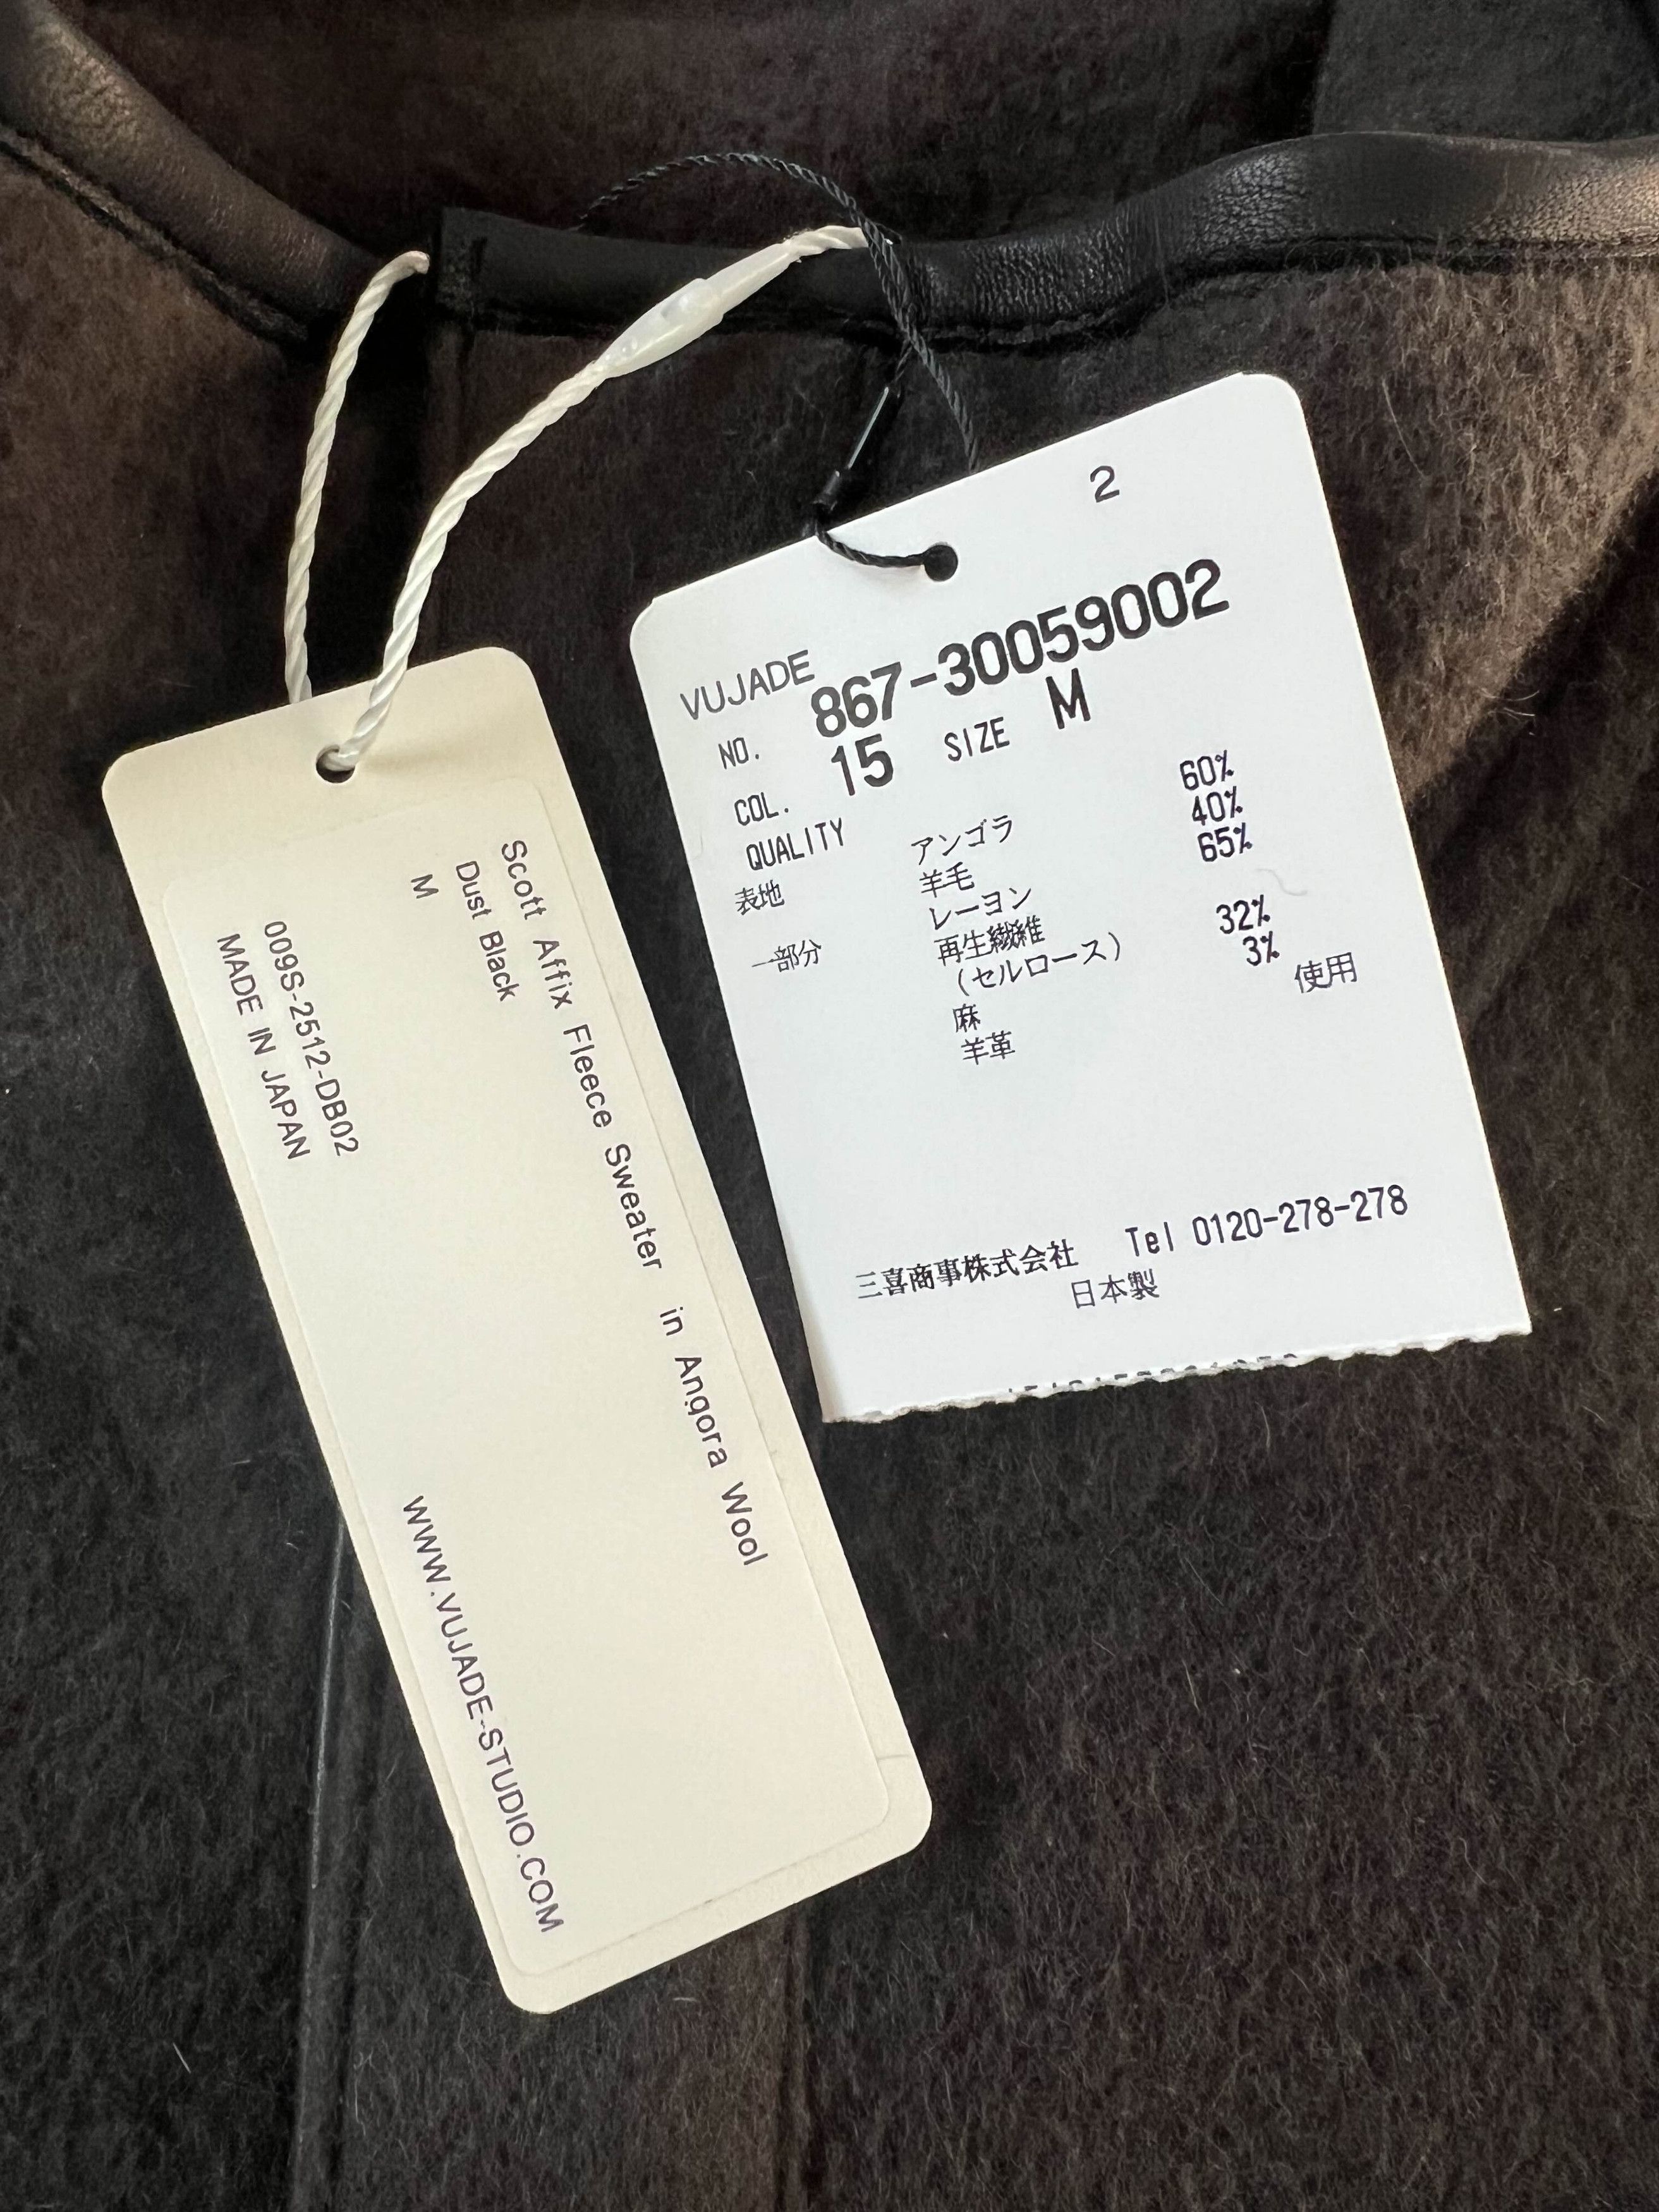 Scott Affix Fleece Sweater in Angora Wool
Dust Black
M
009S-2512-DB02
MADE IN JAPAN
WWW.VUJADE-STUDIO.COM
2
VUJADE
NO. 867-30059002
COL. 15 SIZE M
QUALITY
表地 アンゴラ 60%
羊毛 40%
一部分 レーヨン 65%
再生繊維
(セルロース) 32%
麻 3%
羊革 使用
三喜商事株式会社 Tel 0120-278-278
日本製